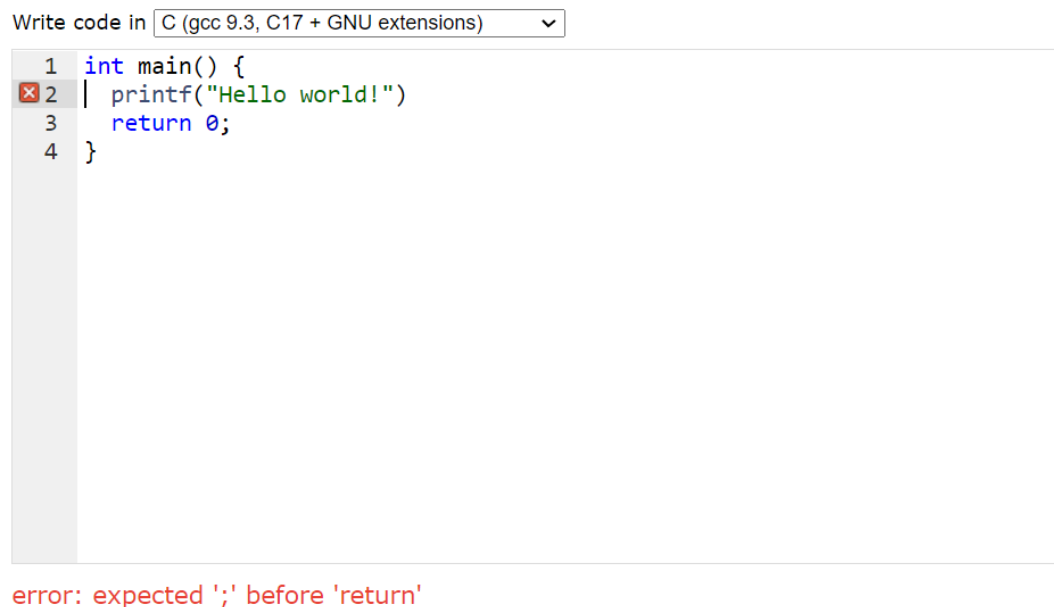 Write code in C (gcc 9.3, C17 + GNU extensions)
1 int main() {
2   printf("Hello world!")
3   return 0;
4 }
error: expected ';' before 'return'